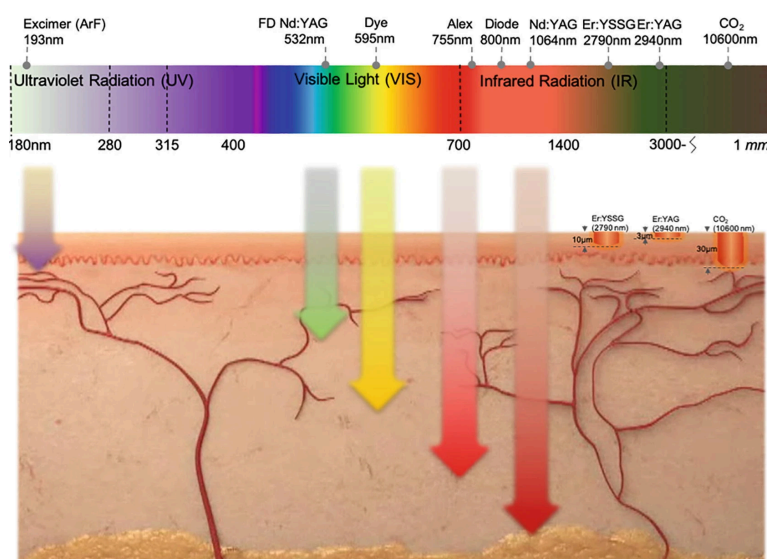 Excimer (ArF)
193nm
FD Nd:YAG
532nm
Dye
595nm
Alex
755nm
Diode
800nm
Nd:YAG
1064nm
Er:YSSG
2790nm
Er:YAG
2940nm
CO₂
10600nm
Ultraviolet Radiation (UV)
Visible Light (VIS)
Infrared Radiation (IR)
180nm
280
315
400
700
1400
3000-
1 mm
Er:YSSG
(2790 nm)
10μm
Er:YAG
(2940 nm)
3μm
CO₂
(10600 nm)
30μm